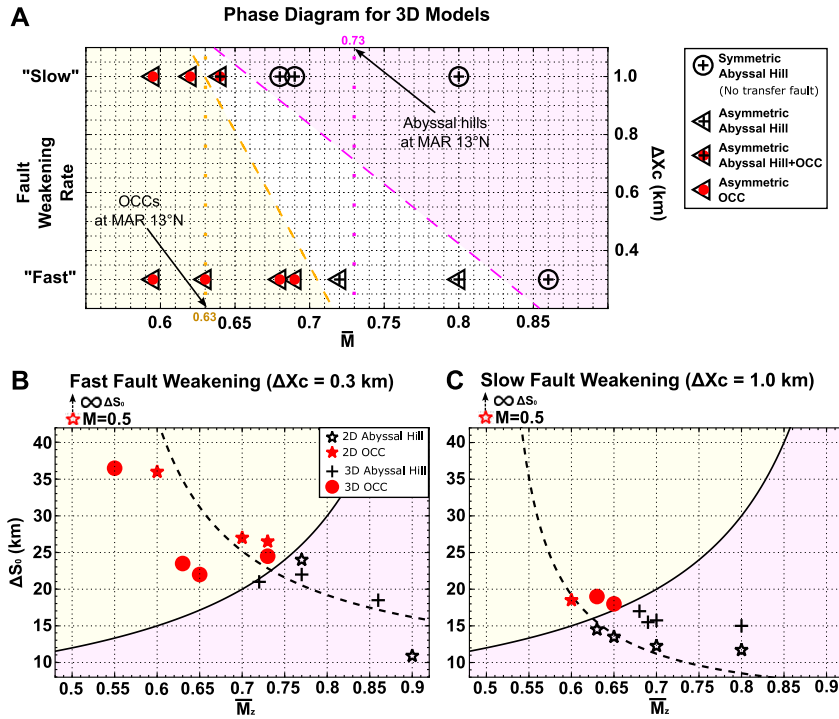 A
Phase Diagram for 3D Models
0.73
"Slow"
"Fast"
Fault
Weakening
Rate
OCCs
at MAR 13°N
Abyssal hills
at MAR 13°N
0.63
1.0
0.8
0.6
0.4
ΔXc (km)
0.6 0.65 0.7 0.75 0.8 0.85
M̅
Symmetric
Abyssal Hill
(No transfer fault)
Asymmetric
Abyssal Hill
Asymmetric
Abyssal Hill+OCC
Asymmetric
OCC
B
Fast Fault Weakening (ΔXc = 0.3 km)
∞ ΔS₀
M=0.5
2D Abyssal Hill
2D OCC
3D Abyssal Hill
3D OCC
40
35
30
25
20
15
10
ΔS₀ (km)
0.5 0.55 0.6 0.65 0.7 0.75 0.8 0.85 0.9
M̅z
C
Slow Fault Weakening (ΔXc = 1.0 km)
∞ ΔS₀
M=0.5
40
35
30
25
20
15
10
0.5 0.55 0.6 0.65 0.7 0.75 0.8 0.85 0.9
M̅z